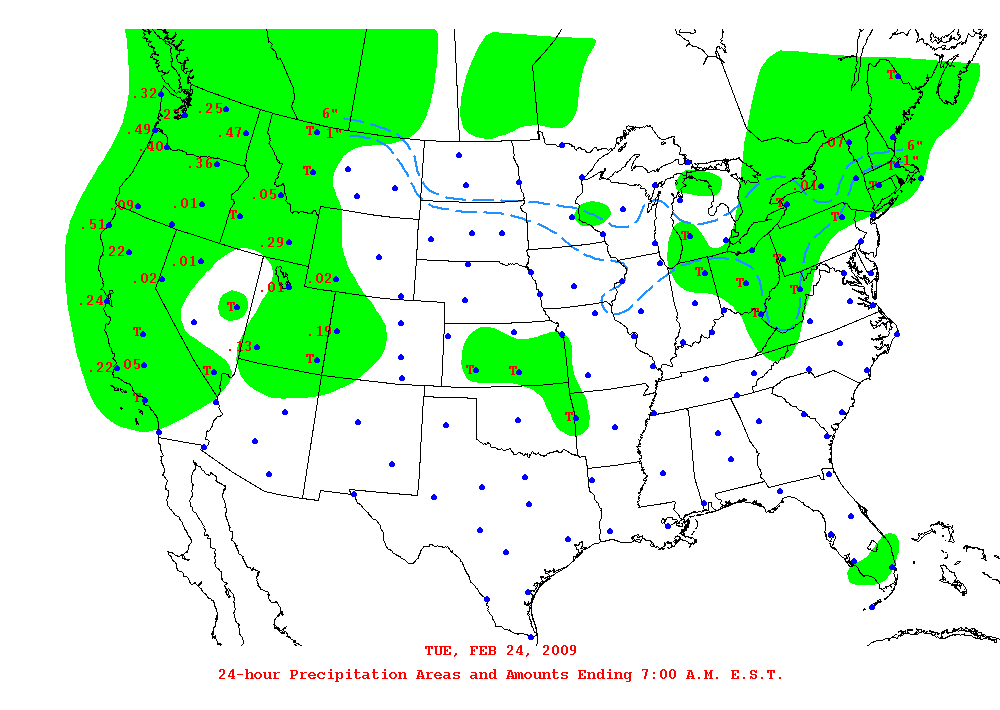 T
.32
.25
.23
6"
.49
.47
T 1"
.40
.07
6"
.36
T
T 1"
T
.01
.05
.09
.01
T
T
T
.51
.29
T
.22
.01
T
T
.02
.02
T
.01
T
.24
T
T
T
.19
.13
T
.22
.05
T
T
T
T
T
TUE, FEB 24, 2009
24-hour Precipitation Areas and Amounts Ending 7:00 A.M. E.S.T.